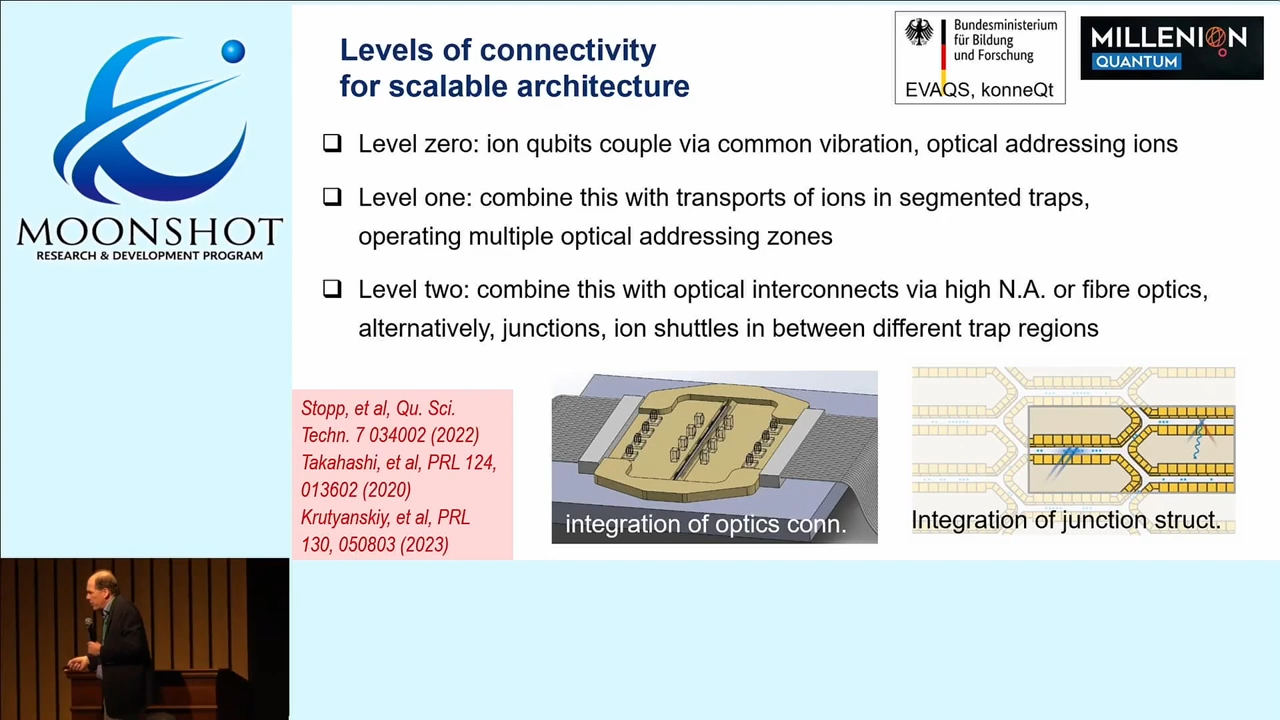 Levels of connectivity
for scalable architecture
Bundesministerium
für Bildung
und Forschung
EVAQS, konneQt
MILLENION
QUANTUM
MOONSHOT
RESEARCH & DEVELOPMENT PROGRAM
❑ Level zero: ion qubits couple via common vibration, optical addressing ions
❑ Level one: combine this with transports of ions in segmented traps,
operating multiple optical addressing zones
❑ Level two: combine this with optical interconnects via high N.A. or fibre optics,
alternatively, junctions, ion shuttles in between different trap regions
Stopp, et al, Qu. Sci.
Techn. 7 034002 (2022)
Takahashi, et al, PRL 124,
013602 (2020)
Krutyanskiy, et al, PRL
130, 050803 (2023)
integration of optics conn.
Integration of junction struct.